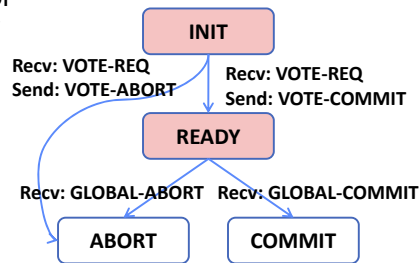 INIT
Recv: VOTE-REQ
Send: VOTE-ABORT
Recv: VOTE-REQ
Send: VOTE-COMMIT
READY
Recv: GLOBAL-ABORT
Recv: GLOBAL-COMMIT
ABORT
COMMIT